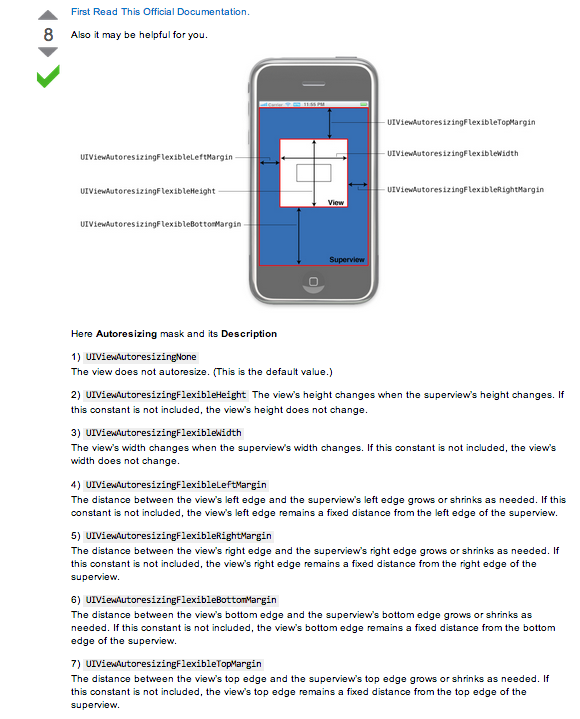 First Read This Official Documentation.
8
Also it may be helpful for you.
Carrier 11:55 PM
UIViewAutoresizingFlexibleTopMargin
UIViewAutoresizingFlexibleLeftMargin
UIViewAutoresizingFlexibleWidth
UIViewAutoresizingFlexibleHeight
UIViewAutoresizingFlexibleRightMargin
View
UIViewAutoresizingFlexibleBottomMargin
Superview
Here Autoresizing mask and its Description
1) UIViewAutoresizingNone
The view does not autoresize. (This is the default value.)
2) UIViewAutoresizingFlexibleHeight The view's height changes when the superview's height changes. If
this constant is not included, the view's height does not change.
3) UIViewAutoresizingFlexibleWidth
The view's width changes when the superview's width changes. If this constant is not included, the view's
width does not change.
4) UIViewAutoresizingFlexibleLeftMargin
The distance between the view's left edge and the superview's left edge grows or shrinks as needed. If this
constant is not included, the view's left edge remains a fixed distance from the left edge of the superview.
5) UIViewAutoresizingFlexibleRightMargin
The distance between the view's right edge and the superview's right edge grows or shrinks as needed. If
this constant is not included, the view's right edge remains a fixed distance from the right edge of the
superview.
6) UIViewAutoresizingFlexibleBottomMargin
The distance between the view's bottom edge and the superview's bottom edge grows or shrinks as
needed. If this constant is not included, the view's bottom edge remains a fixed distance from the bottom
edge of the superview.
7) UIViewAutoresizingFlexibleTopMargin
The distance between the view's top edge and the superview's top edge grows or shrinks as needed. If
this constant is not included, the view's top edge remains a fixed distance from the top edge of the
superview.